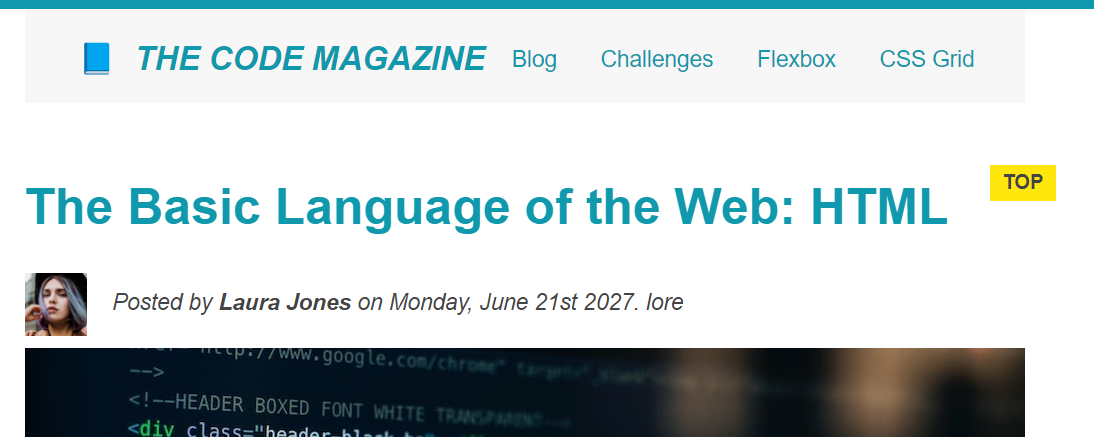 📘 THE CODE MAGAZINE Blog Challenges Flexbox CSS Grid
TOP
The Basic Language of the Web: HTML
Posted by Laura Jones on Monday, June 21st 2027. lore
http://www.google.com/chrome"
-->
<!--HEADER BOXED FONT WHITE TRANSPARENT-->
<div class="header-black